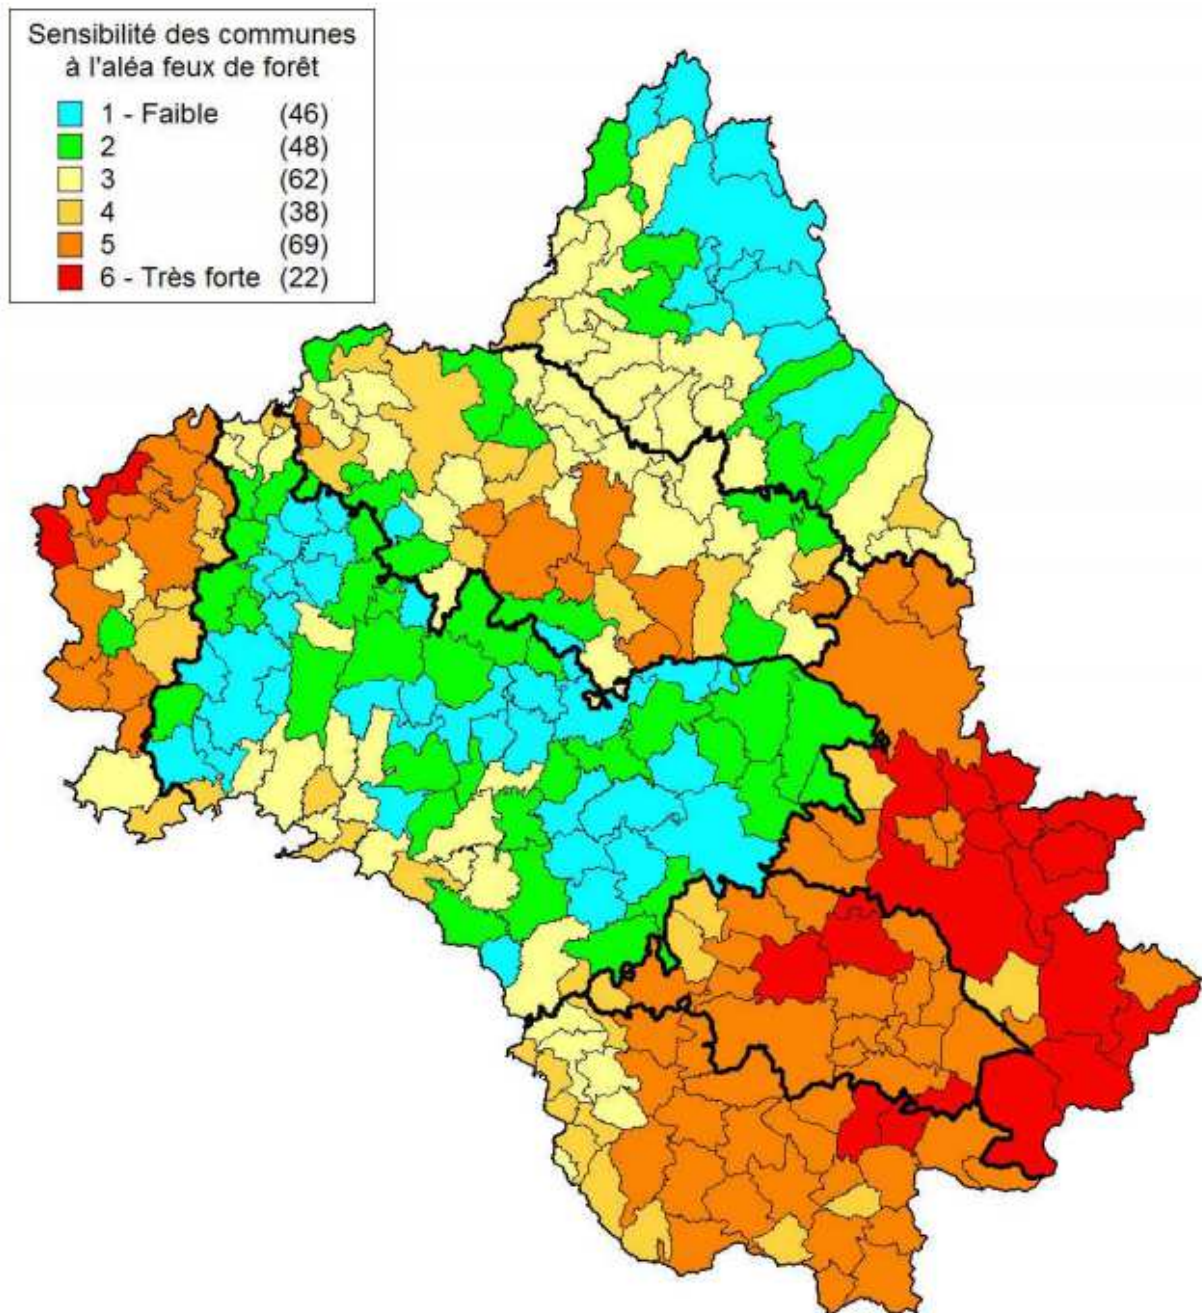 Sensibilité des communes
à l'aléa feux de forêt
1 - Faible (46)
2 (48)
3 (62)
4 (38)
5 (69)
6 - Très forte (22)